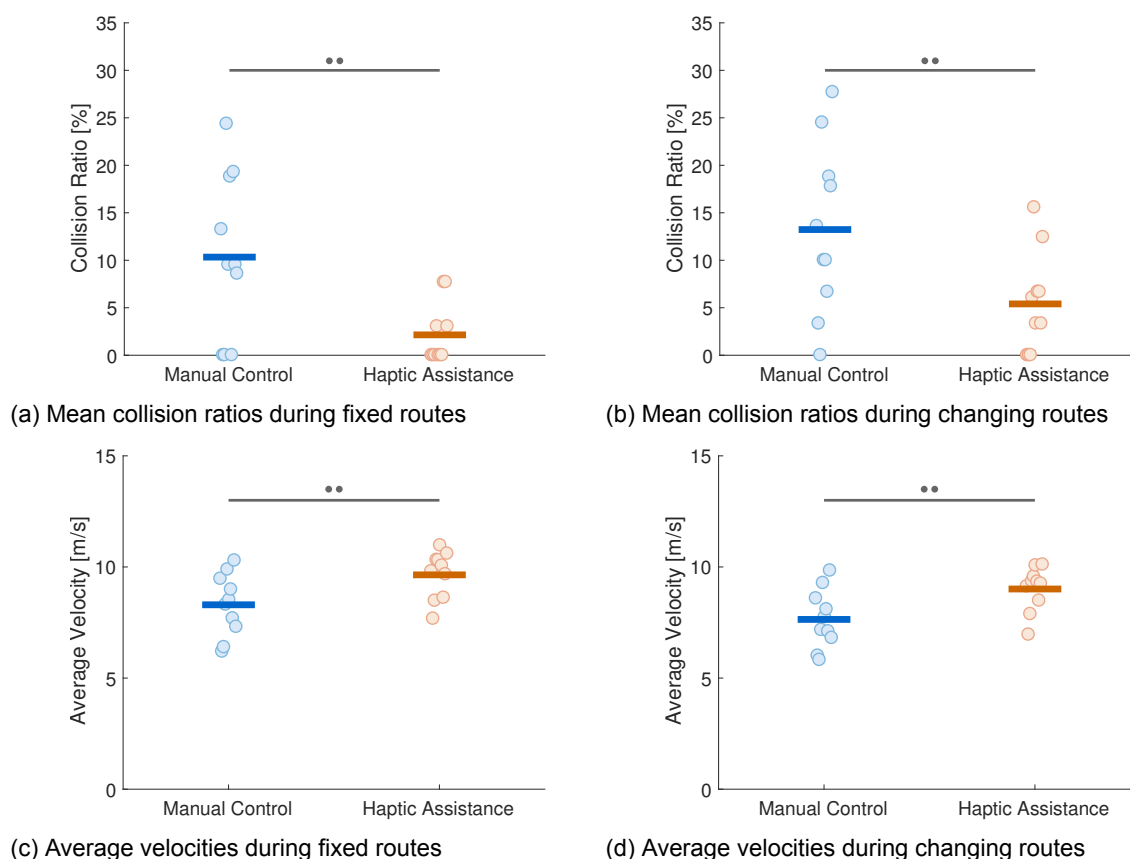 35
30
25
20
15
10
5
0
Collision Ratio [%]
••
Manual Control Haptic Assistance
(a) Mean collision ratios during fixed routes
35
30
25
20
15
10
5
0
Collision Ratio [%]
••
Manual Control Haptic Assistance
(b) Mean collision ratios during changing routes
15
10
5
0
Average Velocity [m/s]
••
Manual Control Haptic Assistance
(c) Average velocities during fixed routes
15
10
5
0
Average Velocity [m/s]
••
Manual Control Haptic Assistance
(d) Average velocities during changing routes